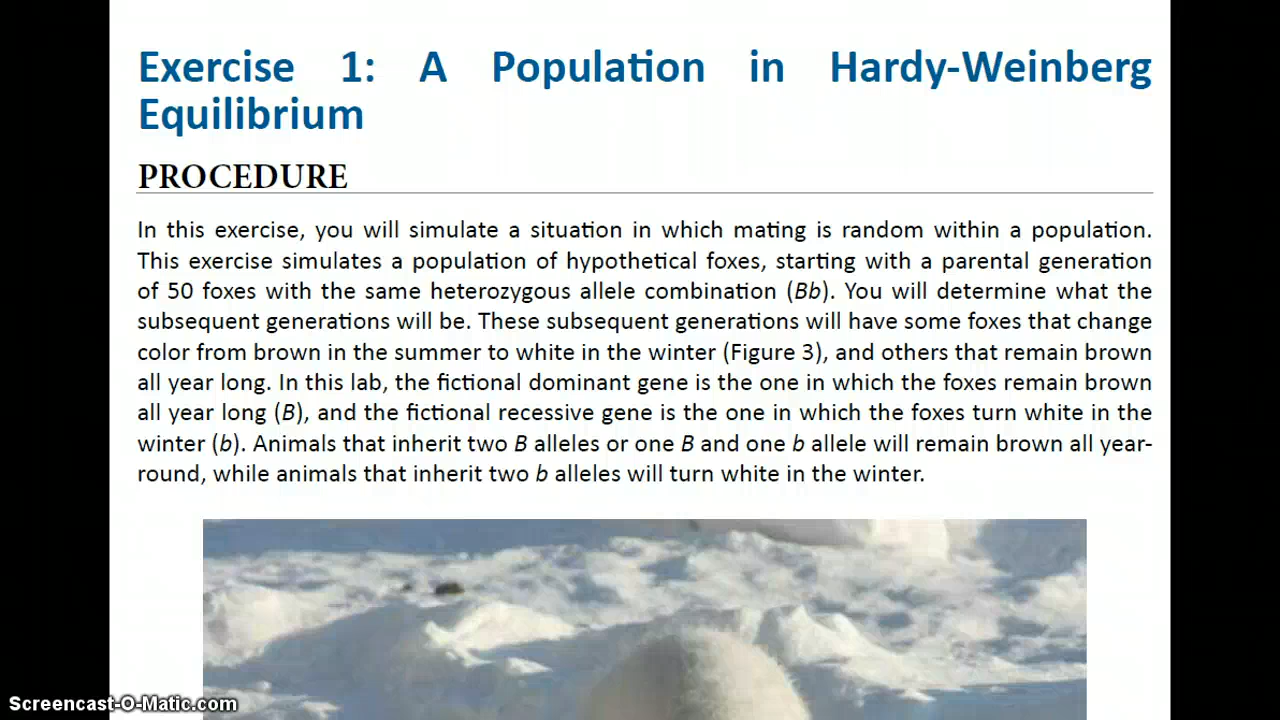 Exercise 1: A Population in Hardy-Weinberg
Equilibrium
PROCEDURE
In this exercise, you will simulate a situation in which mating is random within a population.
This exercise simulates a population of hypothetical foxes, starting with a parental generation
of 50 foxes with the same heterozygous allele combination (Bb). You will determine what the
subsequent generations will be. These subsequent generations will have some foxes that change
color from brown in the summer to white in the winter (Figure 3), and others that remain brown
all year long. In this lab, the fictional dominant gene is the one in which the foxes remain brown
all year long (B), and the fictional recessive gene is the one in which the foxes turn white in the
winter (b). Animals that inherit two B alleles or one B and one b allele will remain brown all year-
round, while animals that inherit two b alleles will turn white in the winter.
Screencast-O-Matic.com